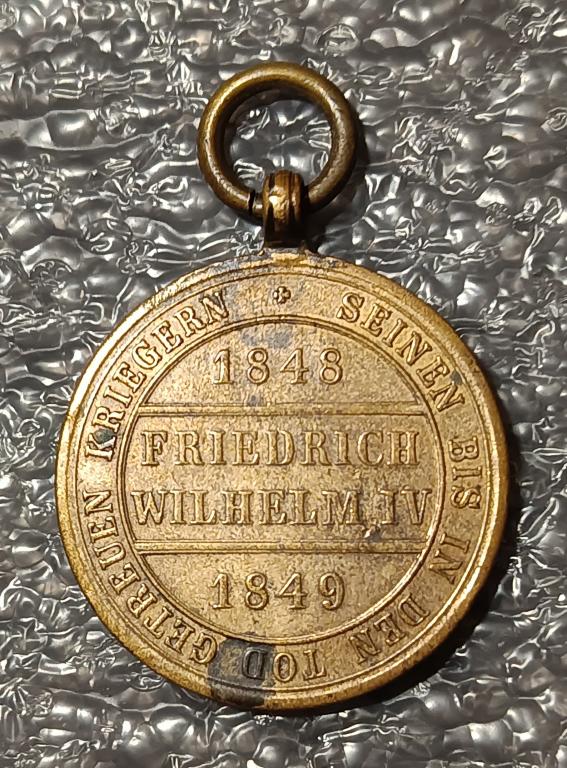 SEINEN BIS IN DEN TOD GETREUEN KRIEGERN
1848
FRIEDRICH
WILHELM IV
1849